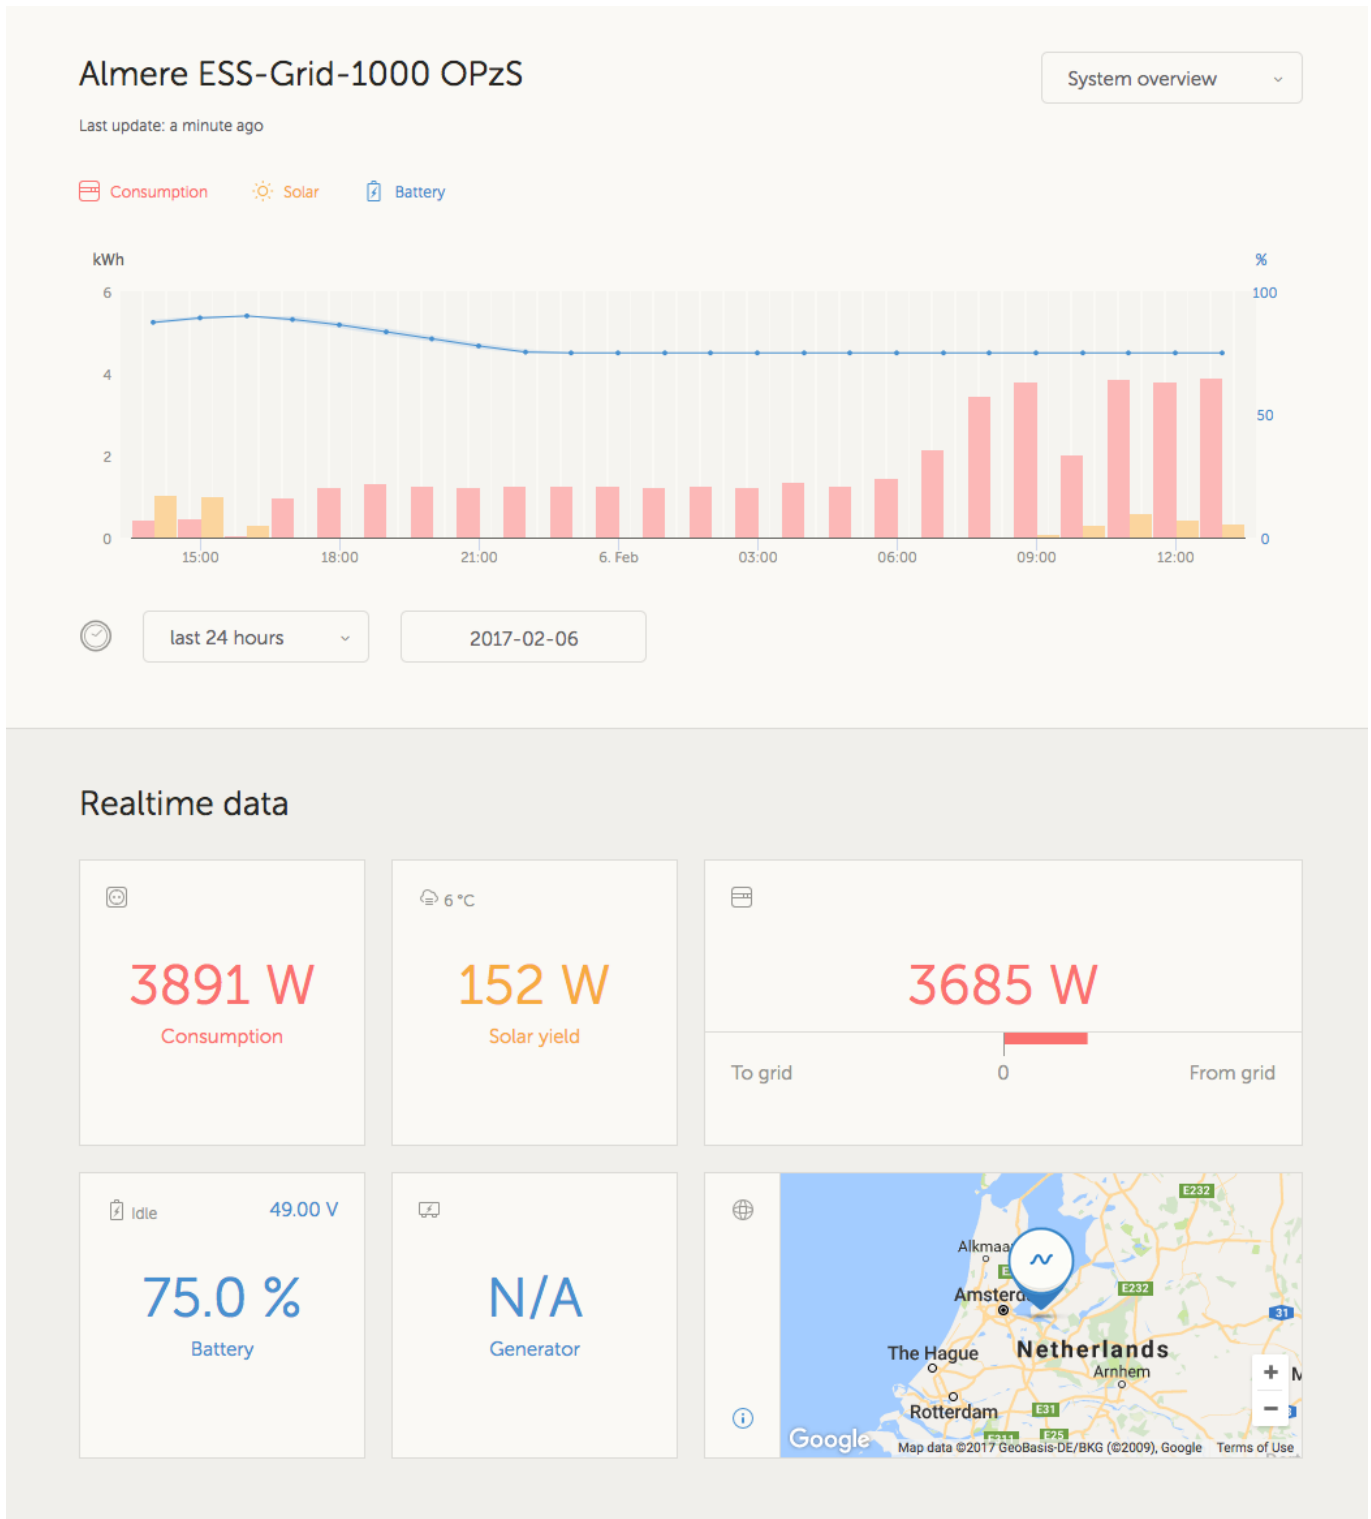 Almere ESS-Grid-1000 OPzS
System overview
Last update: a minute ago
Consumption Solar Battery
kWh %
6 100
4
50
2
0 0
15:00 18:00 21:00 6. Feb 03:00 06:00 09:00 12:00
last 24 hours 2017-02-06
Realtime data
6 °C
3891 W
Consumption
152 W
Solar yield
3685 W
To grid 0 From grid
Idle 49.00 V
75.0 %
Battery
N/A
Generator
E232
Alkmaa
E232
Amsterd
31
Netherlands
The Hague
Arnhem
Rotterdam
E31
E311 E25
+
−
Google
Map data ©2017 GeoBasis-DE/BKG (©2009), Google Terms of Use